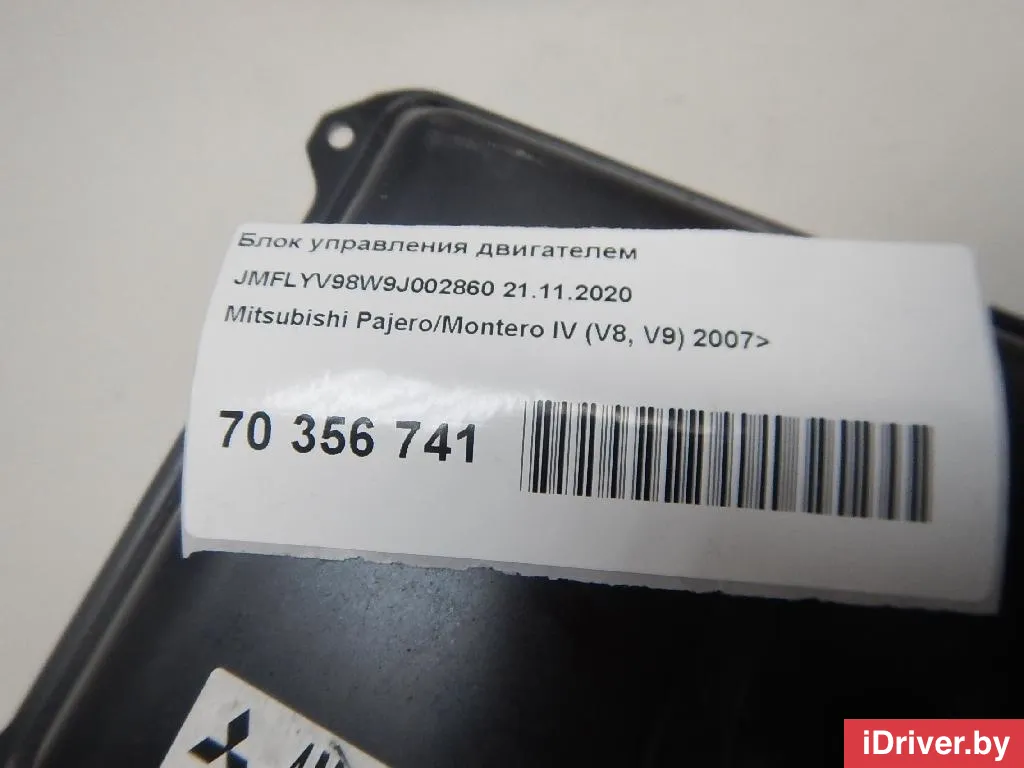 Блок управления двигателем
JMFLYV98W9J002860 21.11.2020
Mitsubishi Pajero/Montero IV (V8, V9) 2007>
70 356 741
iDriver.by